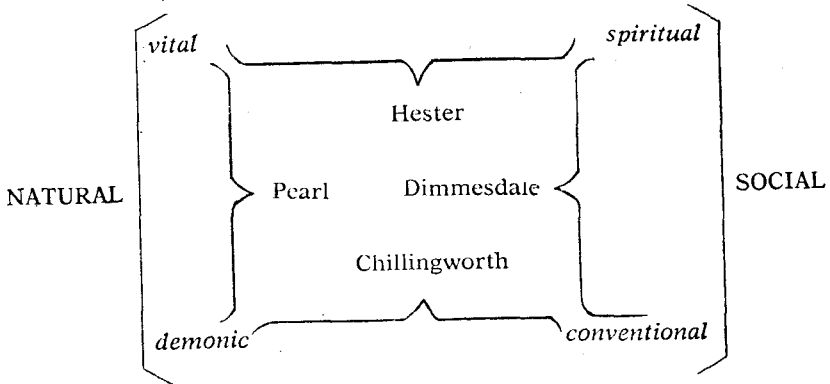 vital spiritual
Hester
NATURAL Pearl Dimmesdale SOCIAL
Chillingworth
demonic conventional